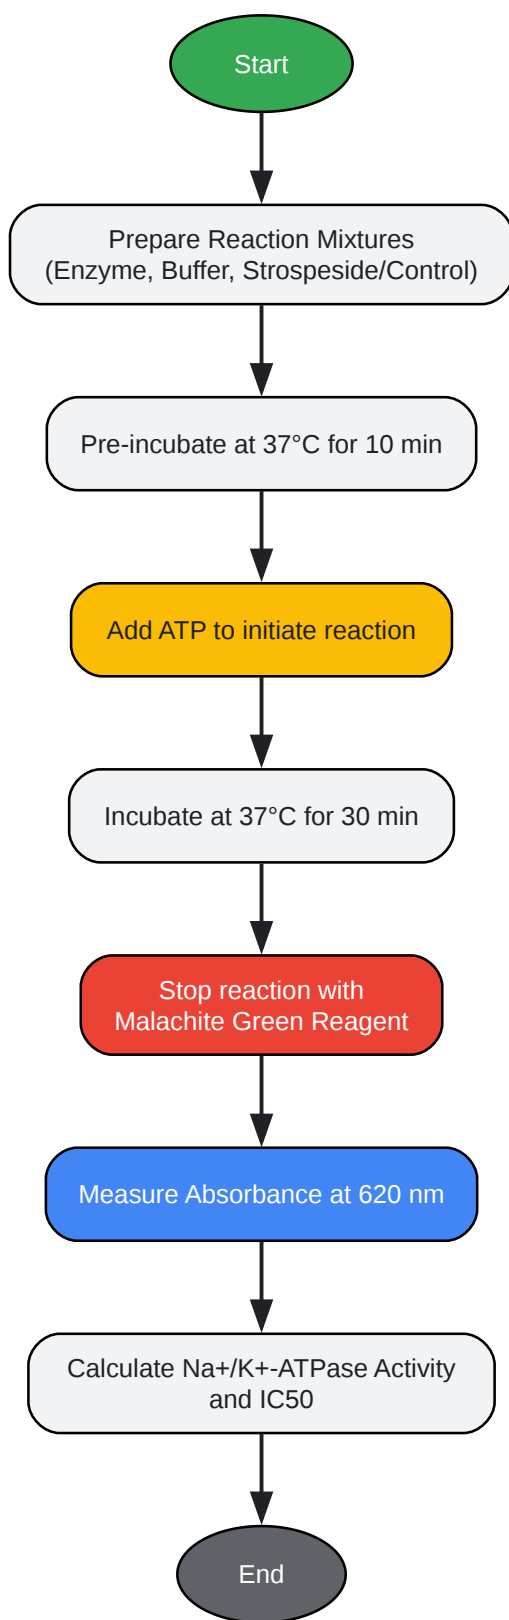 Start
Prepare Reaction Mixtures
(Enzyme, Buffer, Strospeside/Control)
Pre-incubate at 37°C for 10 min
Add ATP to initiate reaction
Incubate at 37°C for 30 min
Stop reaction with
Malachite Green Reagent
Measure Absorbance at 620 nm
Calculate Na+/K+-ATPase Activity
and IC50
End